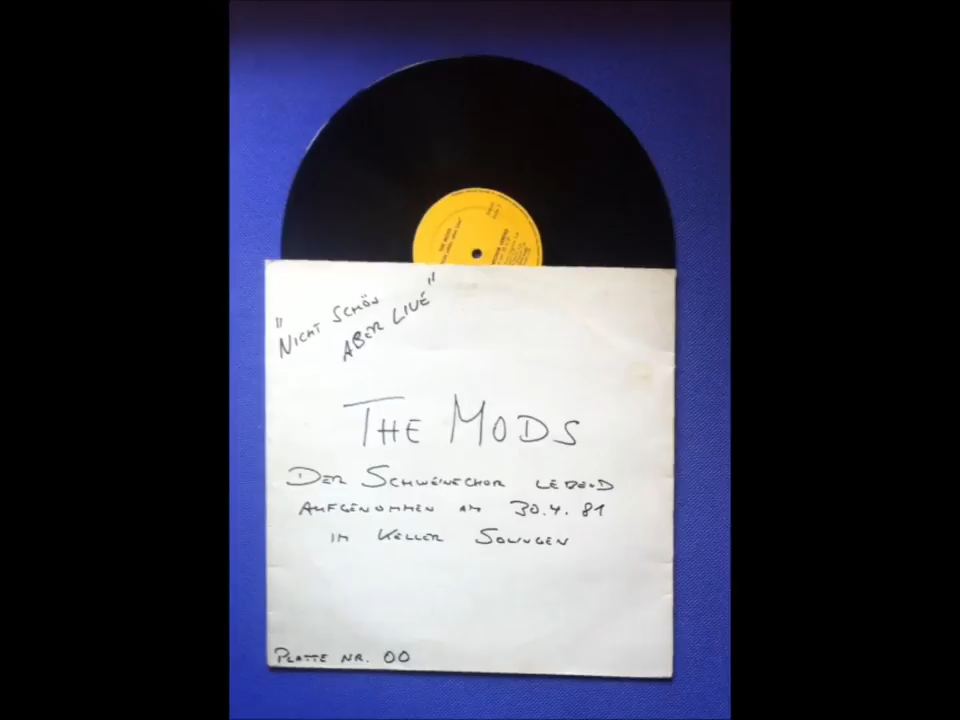 "NICHT SCHÖN
ABER LIVE"
THE MODS
DER SCHWEINECHOR LEBEND
AUFGENOMMEN AM 30.4.81
IM KELLER SOLINGEN
PLATTE NR. 00